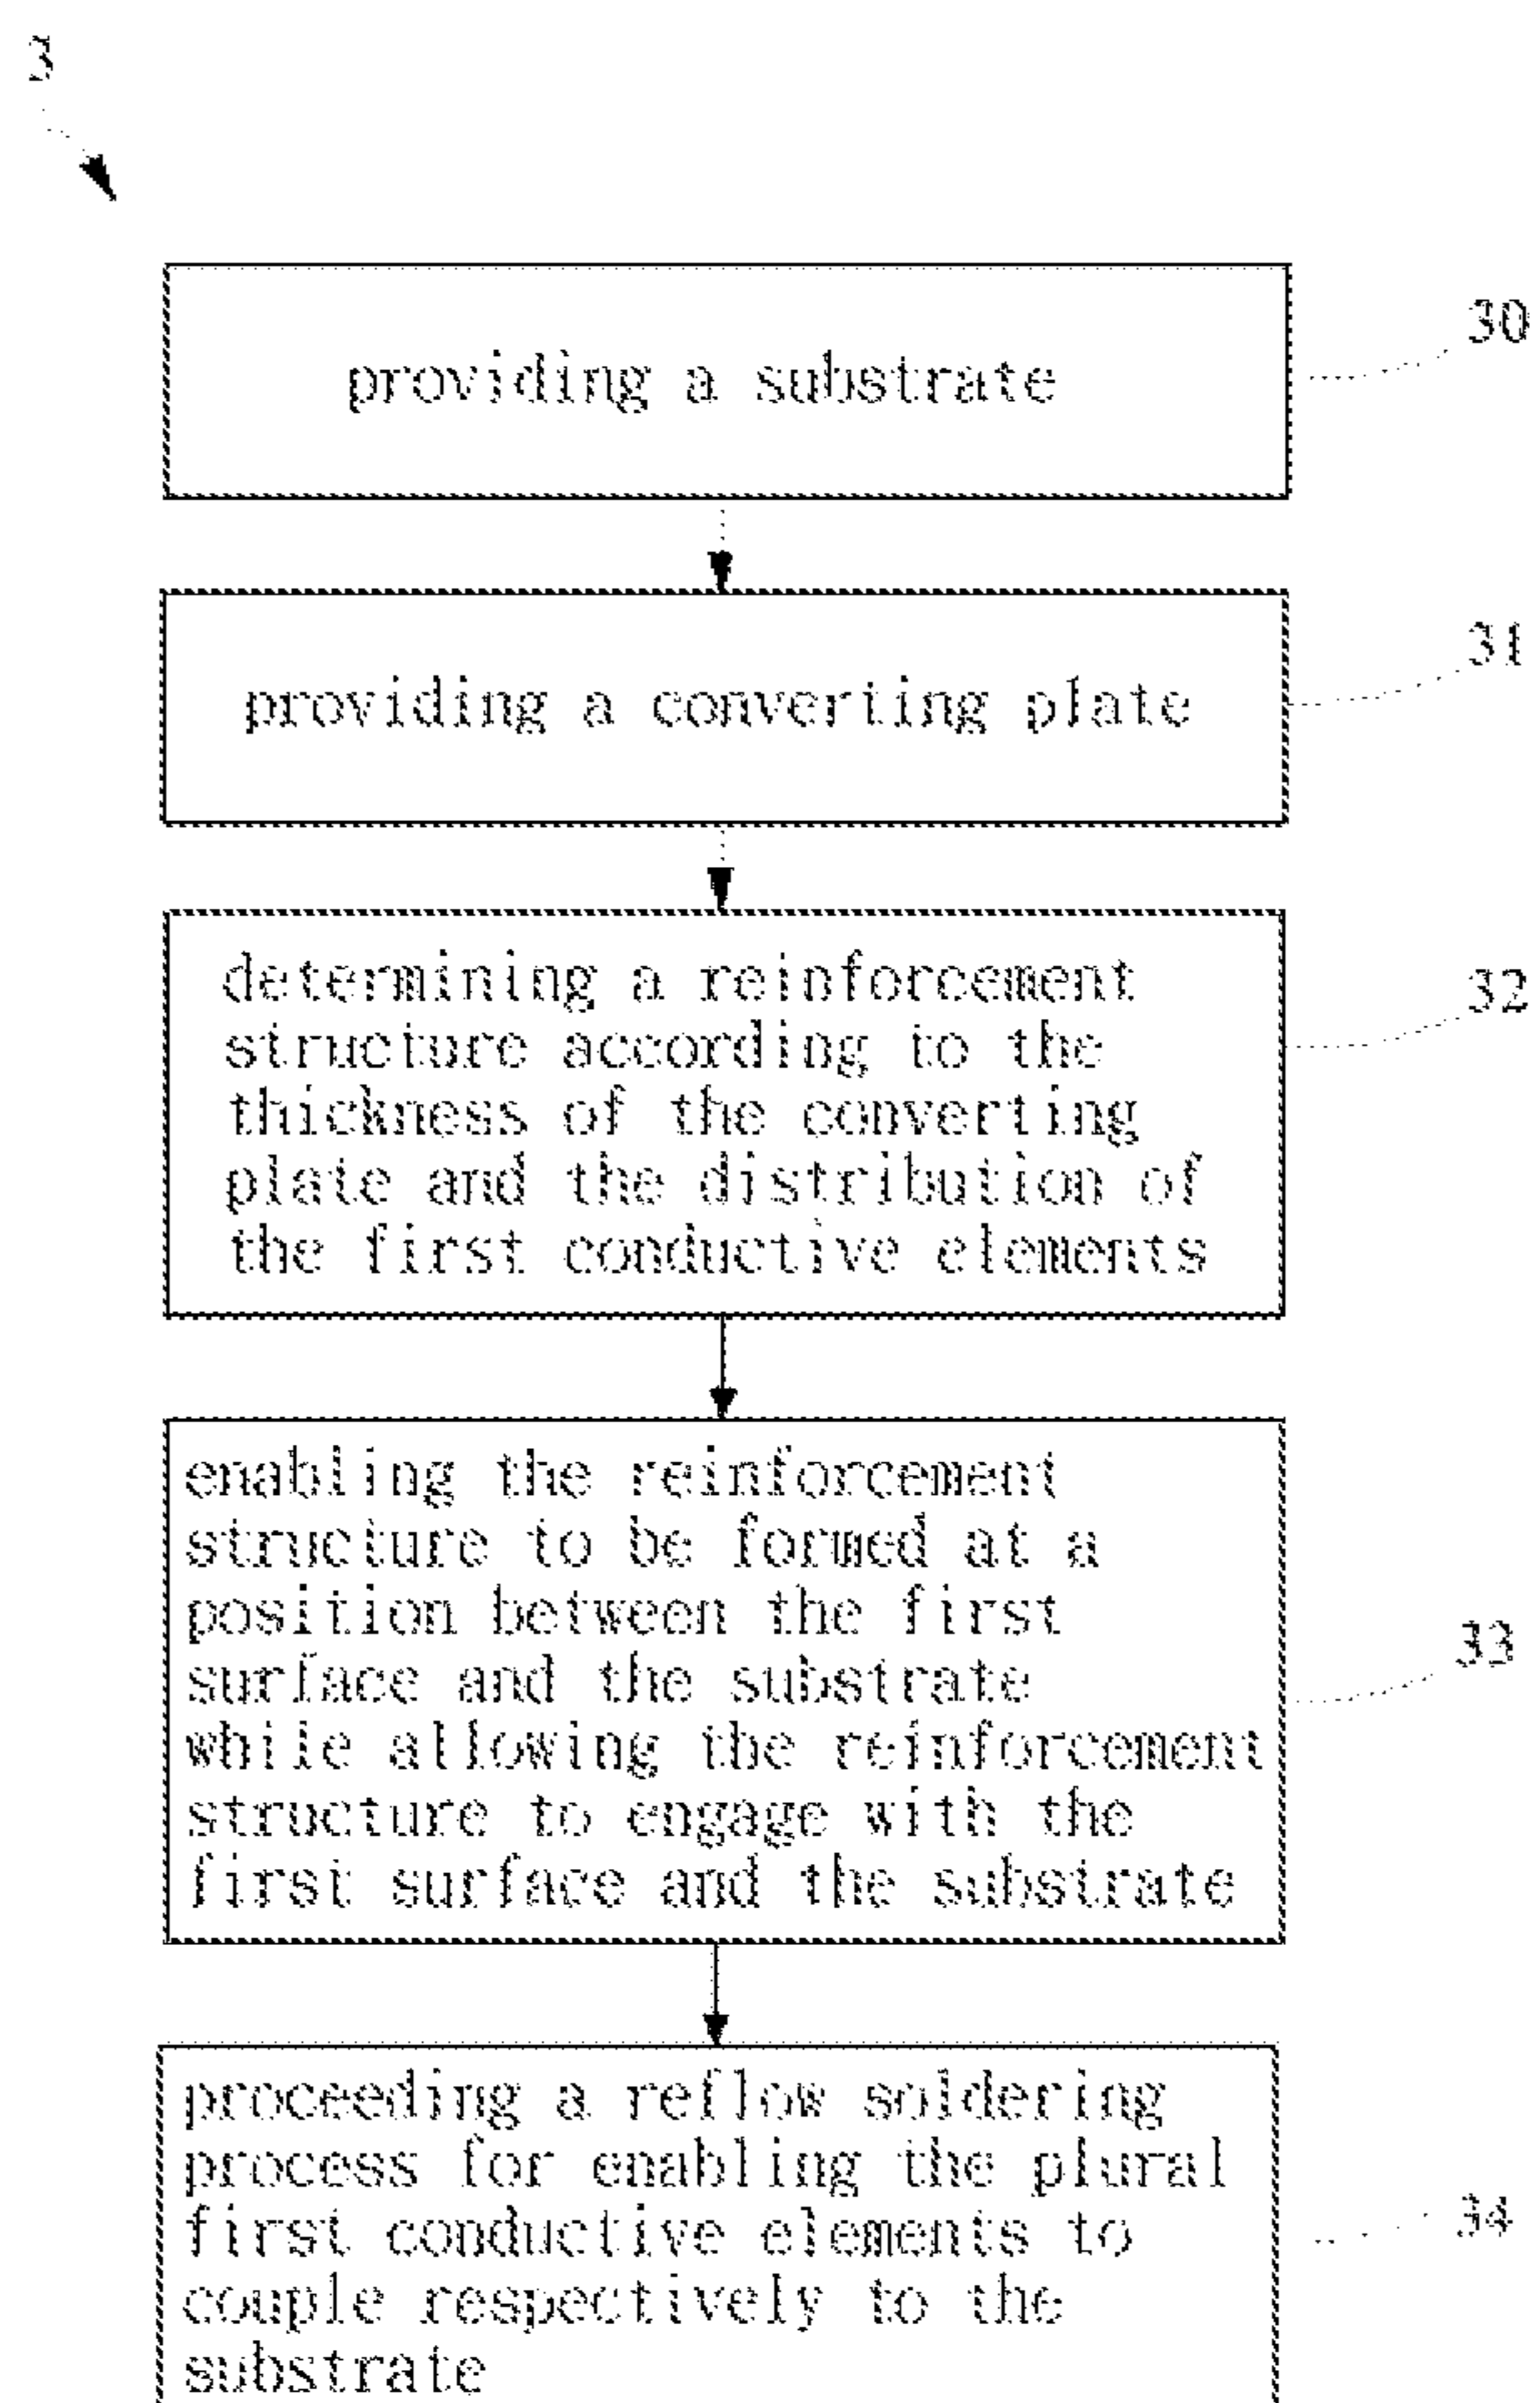 3
30
providing a substrate
31
providing a converting plate
32
determining a reinforcement
structure according to the
thickness of the converting
plate and the distribution of
the first conductive elements
enabling the reinforcement
structure to be formed at a
position between the first
surface and the substrate
while allowing the reinforcement
structure to engage with the
first surface and the substrate
33
proceeding a reflow soldering
process for enabling the plural
first conductive elements to
couple respectively to the
substrate
34